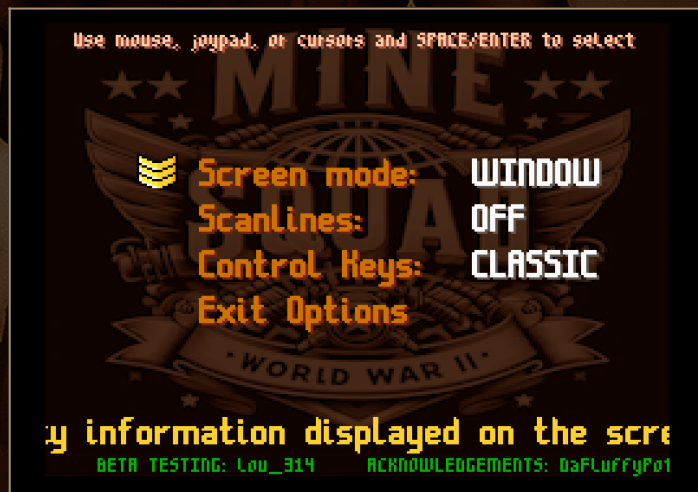 Use mouse, joypad, or cursors and SPACE/ENTER to select
MINE
SQUAD
Screen mode: WINDOW
Scanlines: OFF
Control Keys: CLASSIC
Exit Options
·WORLD WAR II·
information displayed on the
BETA TESTING: Lou_314 ACKNOWLEDGEMENTS: